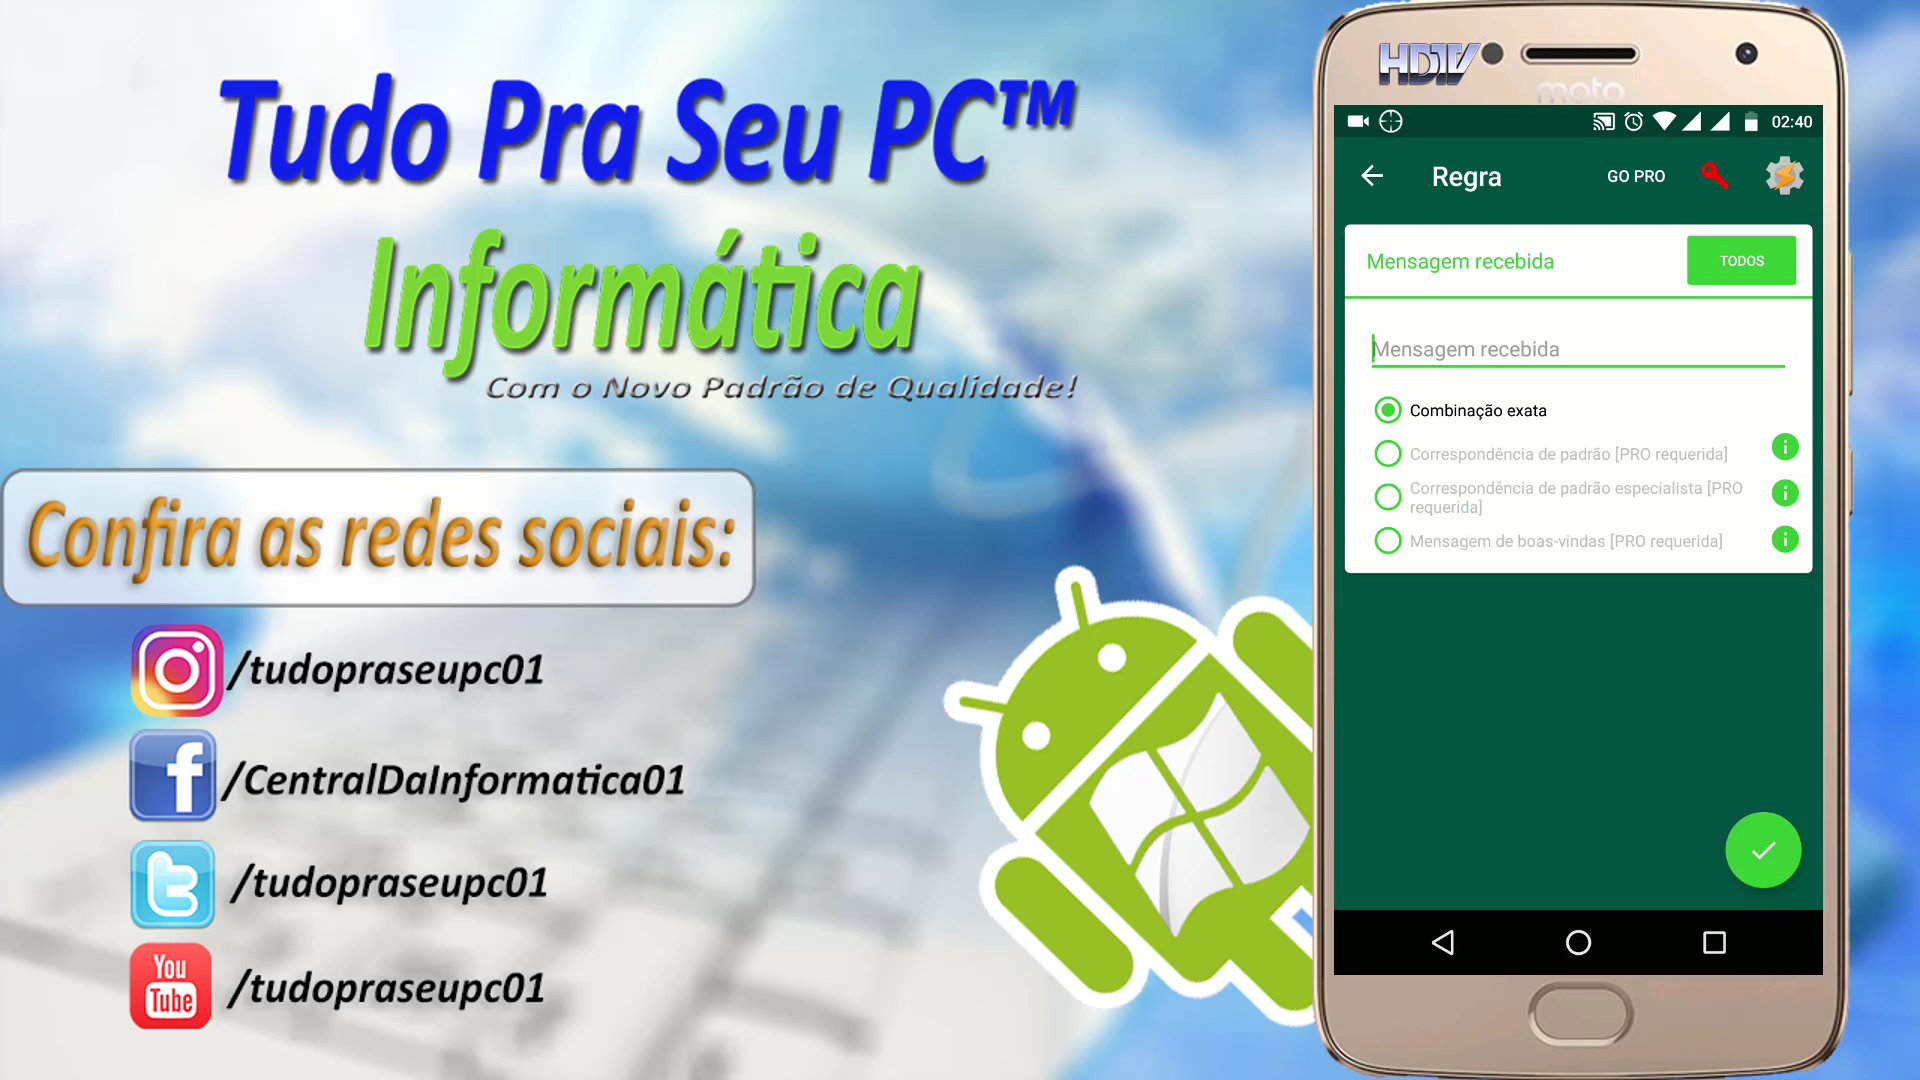 Tudo Pra Seu PC™
Informática
Com o Novo Padrão de Qualidade!
Confira as redes sociais:
/tudopraseupc01
/CentralDaInformatica01
/tudopraseupc01
You
Tube
/tudopraseupc01
HDTV
moto
02:40
Regra
GO PRO
Mensagem recebida
TODOS
Mensagem recebida
Combinação exata
Correspondência de padrão [PRO requerida]
Correspondência de padrão especialista [PRO
requerida]
Mensagem de boas-vindas [PRO requerida]